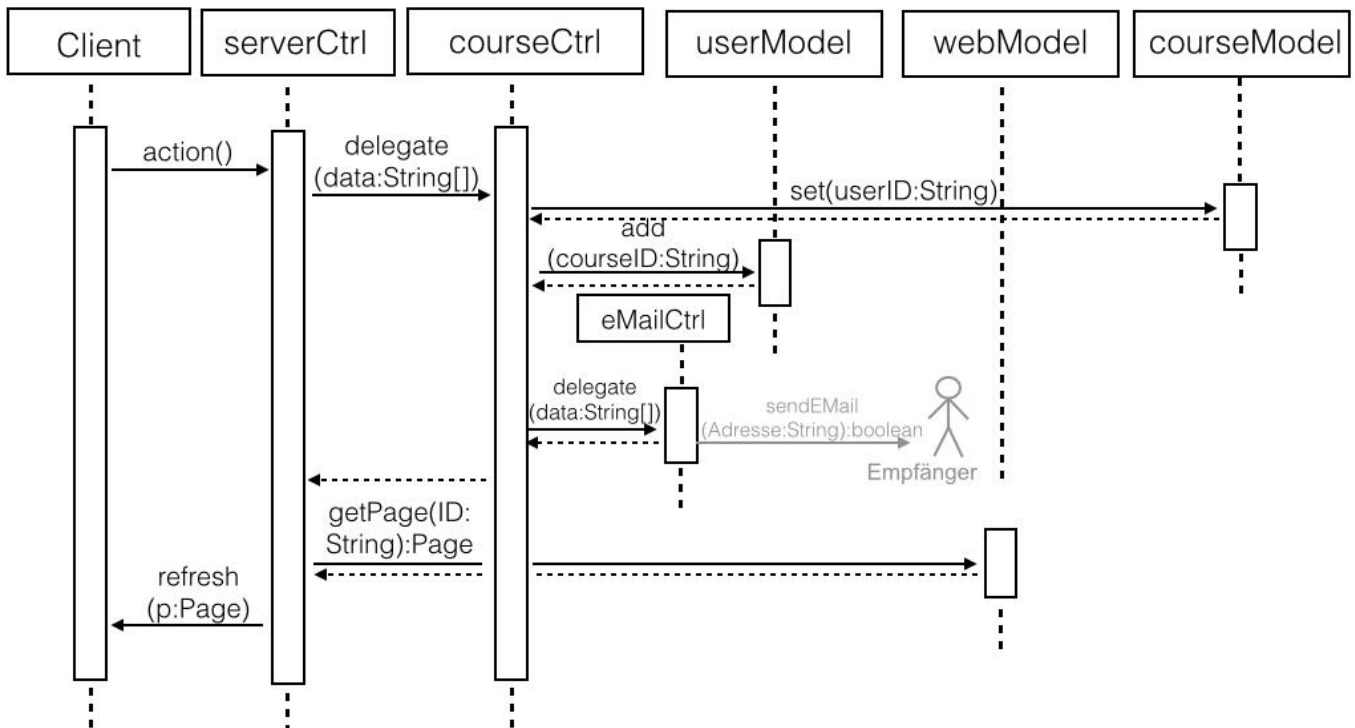 Client
serverCtrl
courseCtrl
userModel
webModel
courseModel
action()
delegate
(data:String[])
set(userID:String)
add
(courseID:String)
eMailCtrl
delegate
(data:String[])
sendEMail
(Adresse:String):boolean
Empfänger
getPage(ID:
String):Page
refresh
(p:Page)